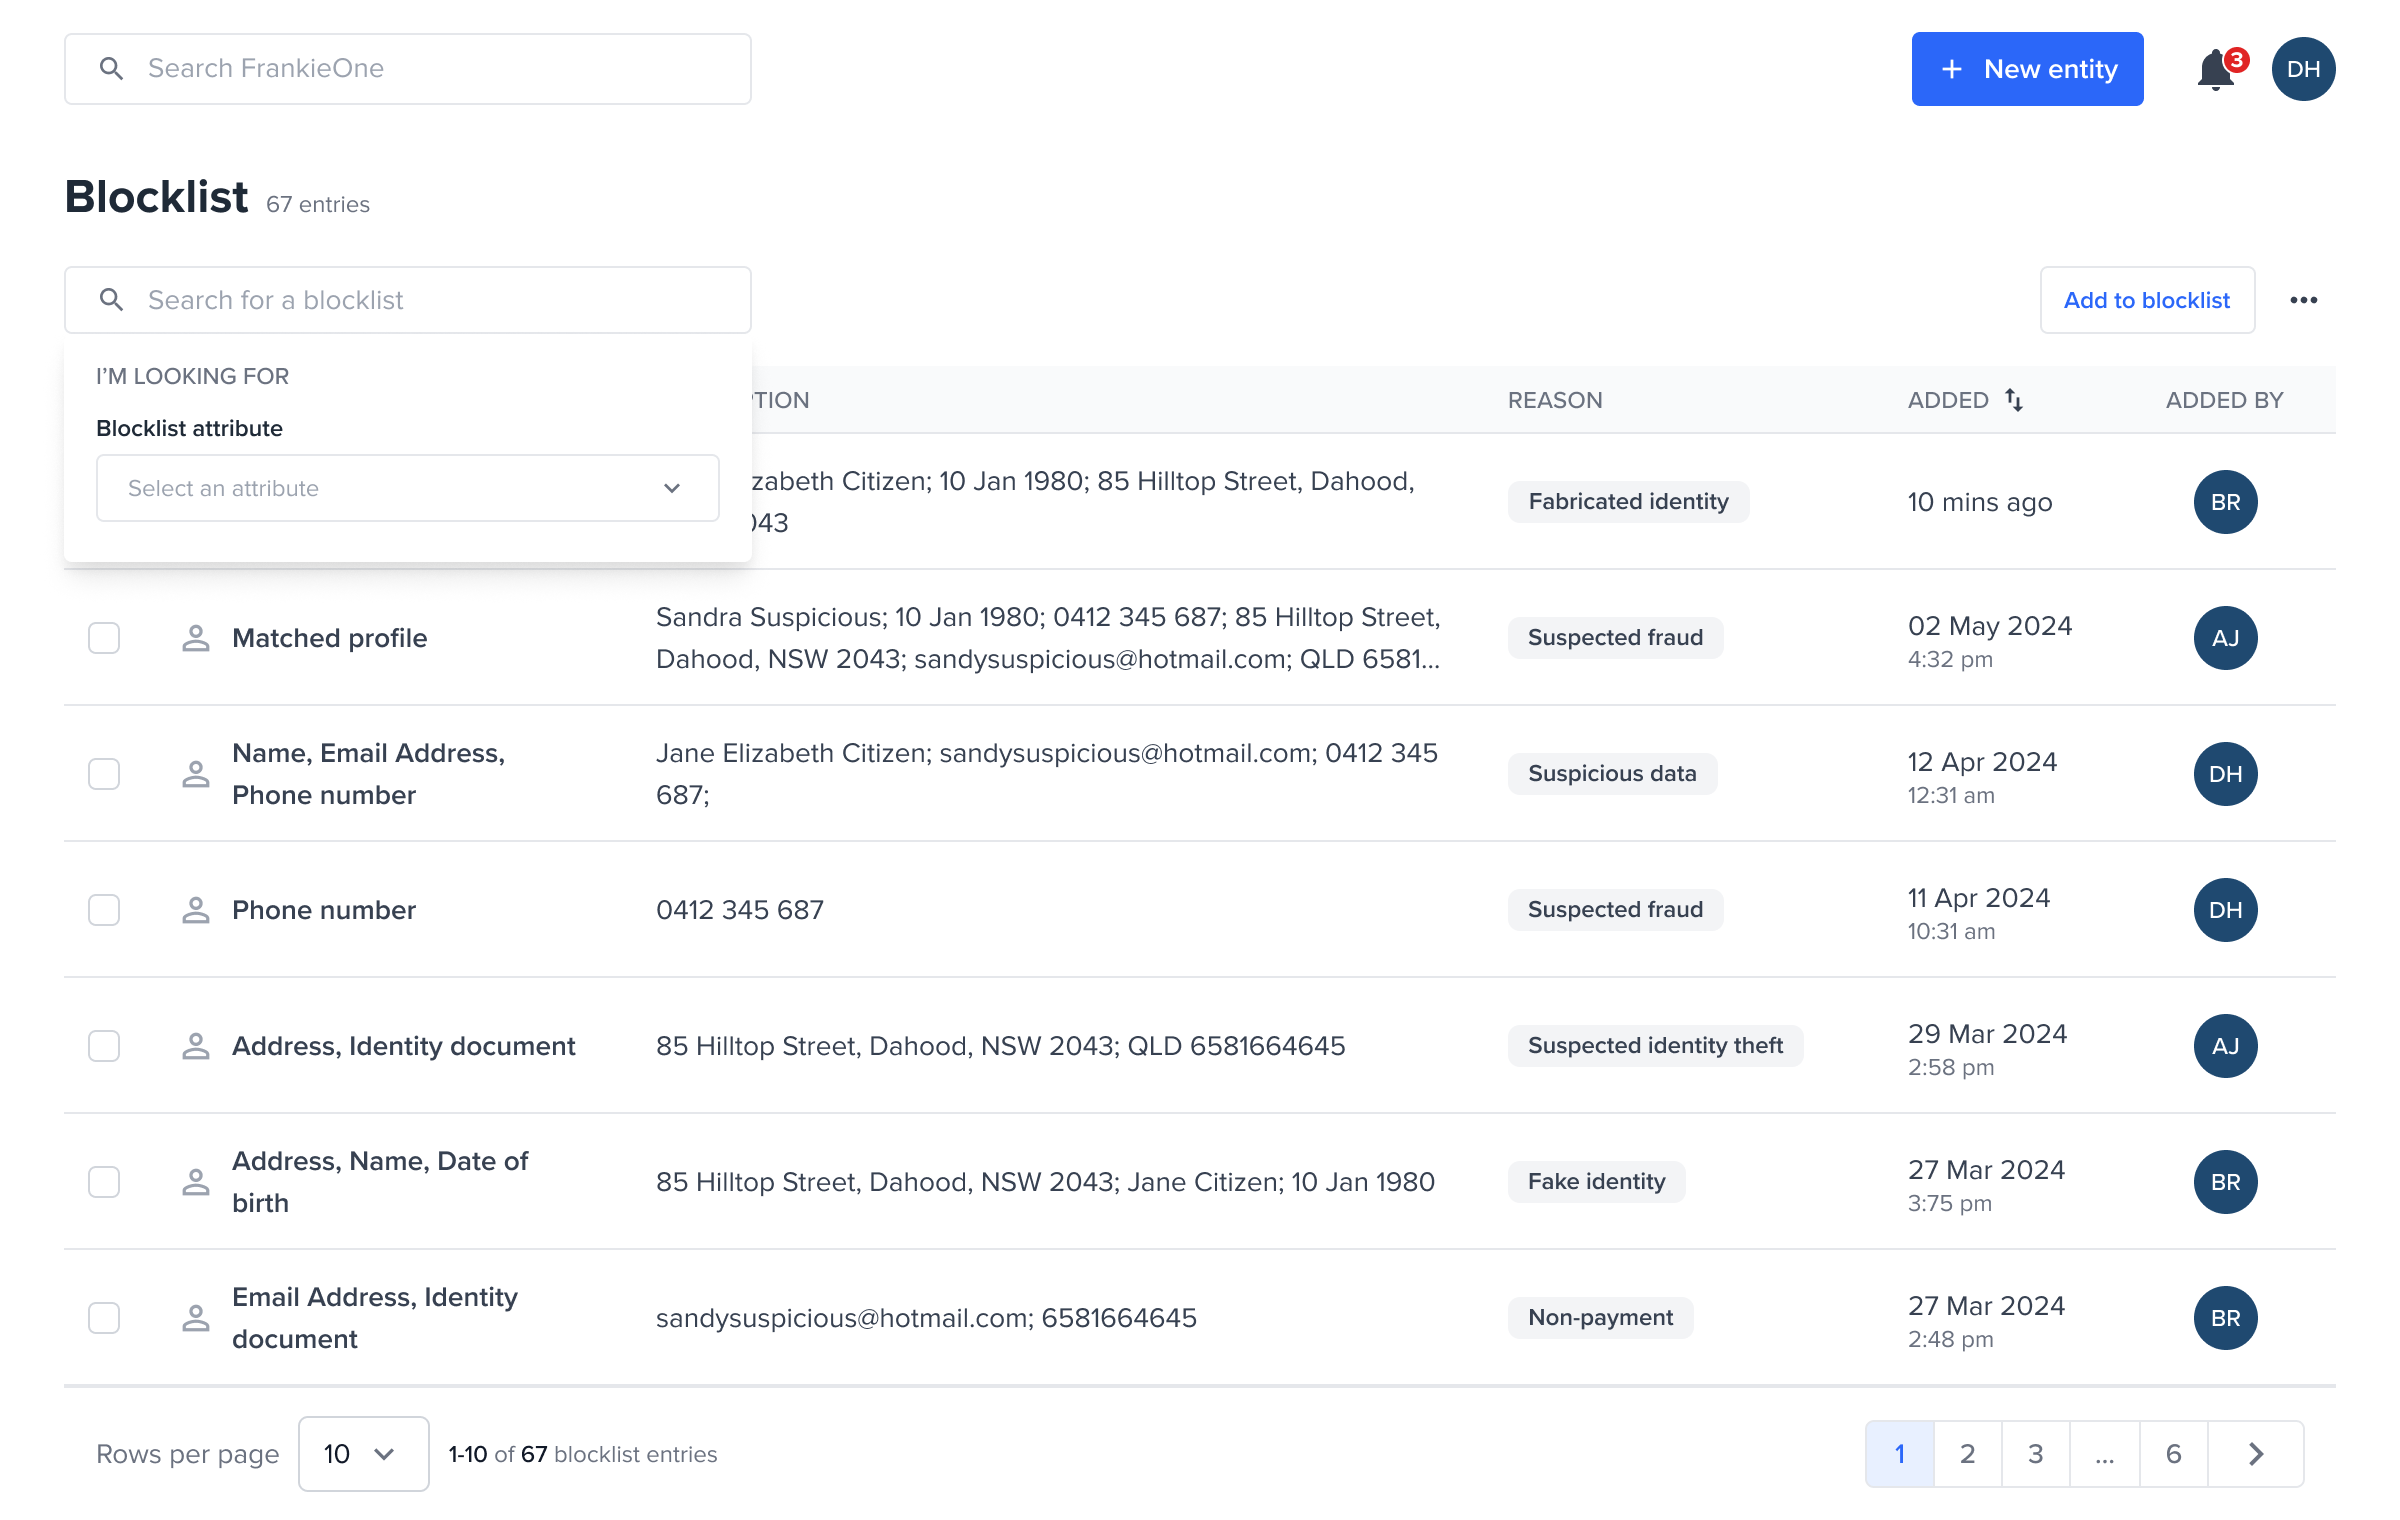 Search FrankieOne
+ New entity
3
DH
Blocklist 67 entries
Search for a blocklist
Add to blocklist
•••
I'M LOOKING FOR
Blocklist attribute
Select an attribute
REASON
ADDED
ADDED BY
Citizen; 10 Jan 1980; 85 Hilltop Street, Dahood,
Fabricated identity
10 mins ago
BR
Matched profile
Sandra Suspicious; 10 Jan 1980; 0412 345 687; 85 Hilltop Street,
Dahood, NSW 2043; sandysuspicious@hotmail.com; QLD 6581...
Suspected fraud
02 May 2024
4:32 pm
AJ
Name, Email Address,
Phone number
Jane Elizabeth Citizen; sandysuspicious@hotmail.com; 0412 345
687;
Suspicious data
12 Apr 2024
12:31 am
DH
Phone number
0412 345 687
Suspected fraud
11 Apr 2024
10:31 am
DH
Address, Identity document
85 Hilltop Street, Dahood, NSW 2043; QLD 6581664645
Suspected identity theft
29 Mar 2024
2:58 pm
AJ
Address, Name, Date of
birth
85 Hilltop Street, Dahood, NSW 2043; Jane Citizen; 10 Jan 1980
Fake identity
27 Mar 2024
3:75 pm
BR
Email Address, Identity
document
sandysuspicious@hotmail.com; 6581664645
Non-payment
27 Mar 2024
2:48 pm
BR
Rows per page
10
1-10 of 67 blocklist entries
1
2
3
...
6